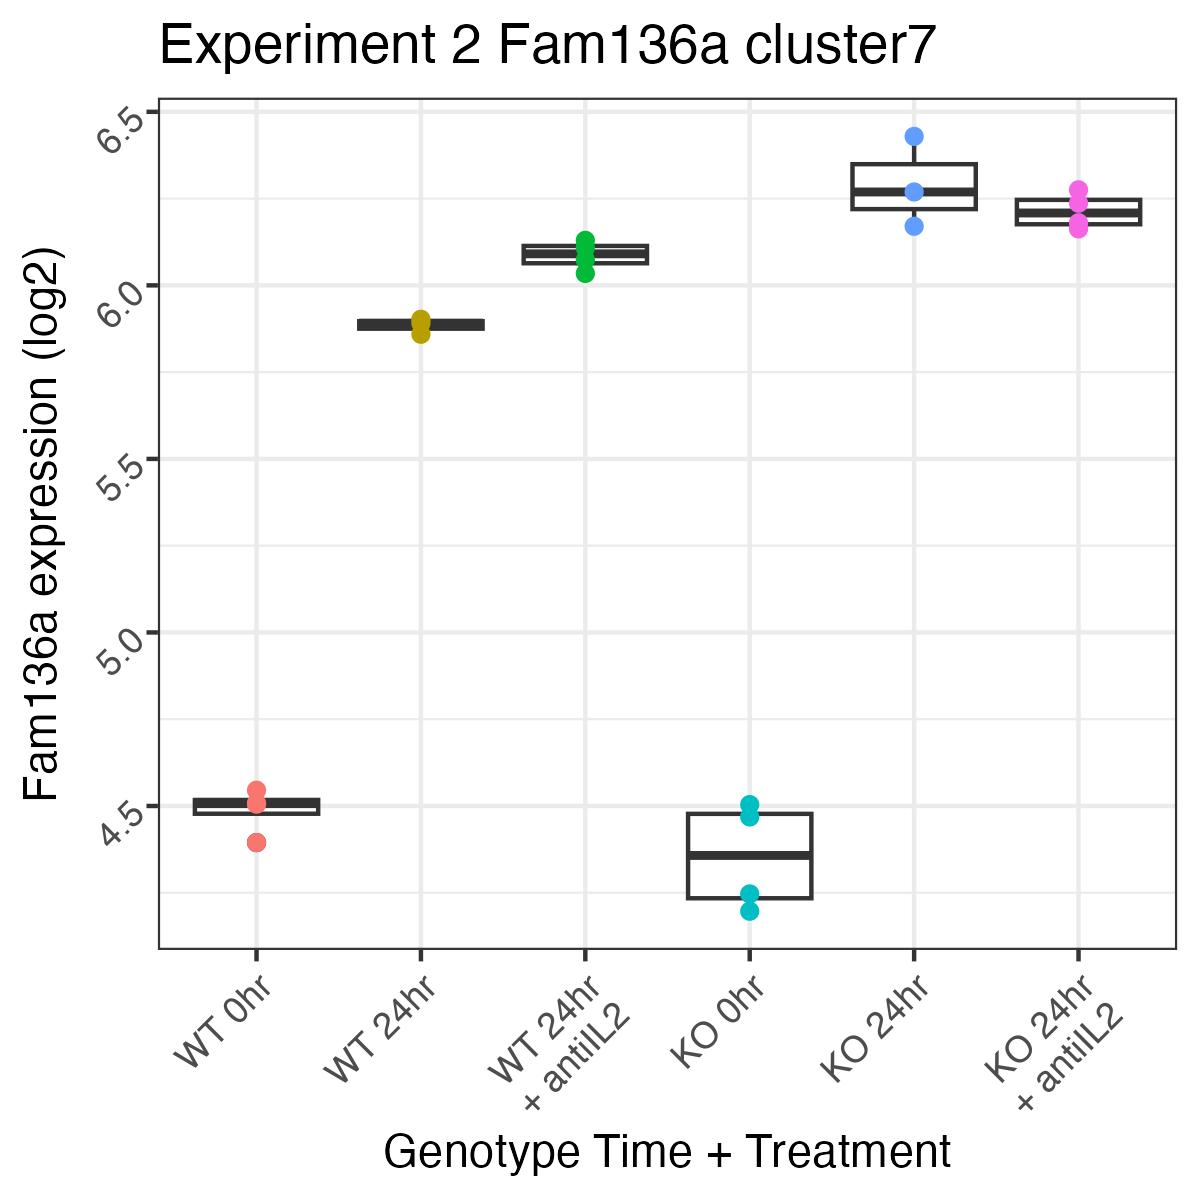 Experiment 2 Fam136a cluster7
Fam136a expression (log2)
6.5
6.0
5.5
5.0
4.5
WT 0hr
WT 24hr
WT 24hr
+ antiIL2
KO 0hr
KO 24hr
KO 24hr
+ antiIL2
Genotype Time + Treatment